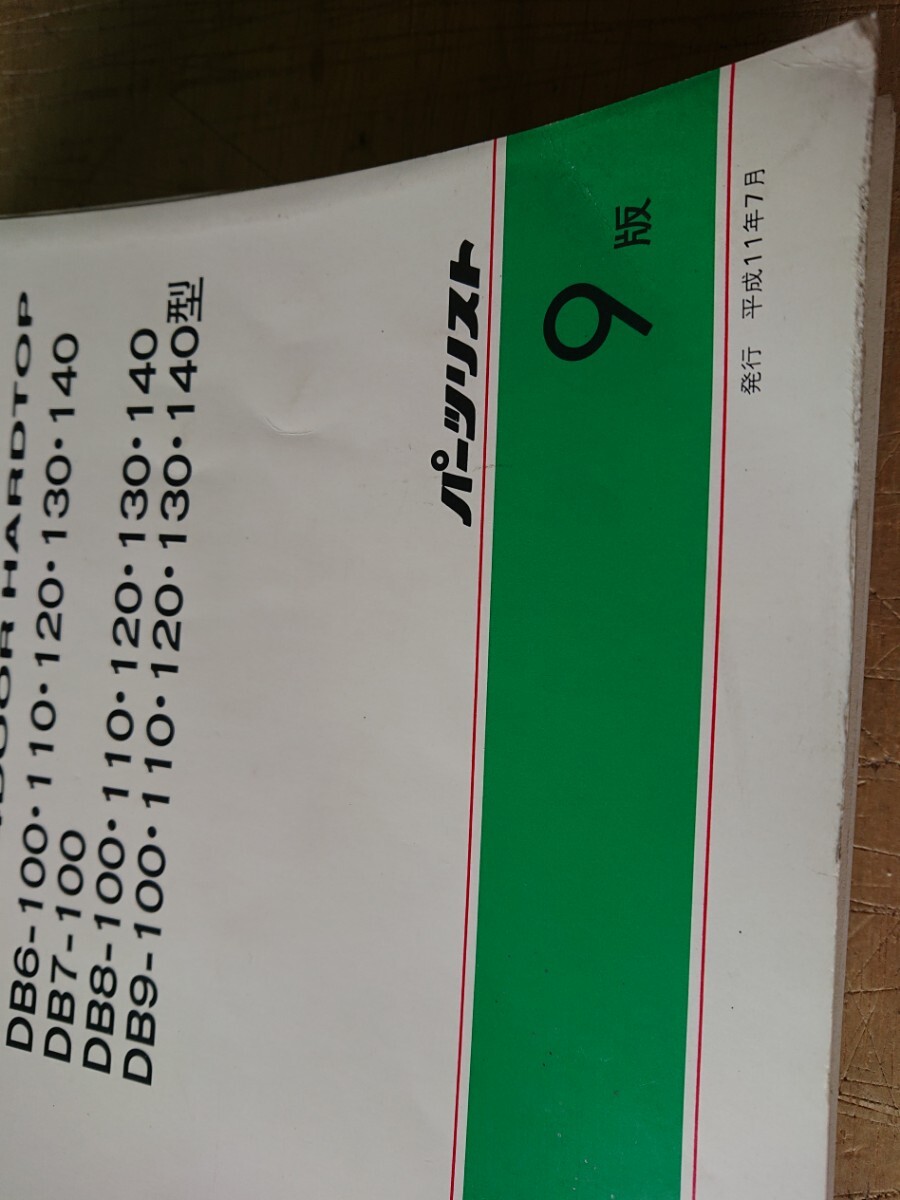 DOOR HARDTOP
DB6-100・110・120・130・140
DB7-100
DB8-100・110・120・130・140
DB9-100・110・120・130・140型
パーツリスト
9版
発行 平成11年7月